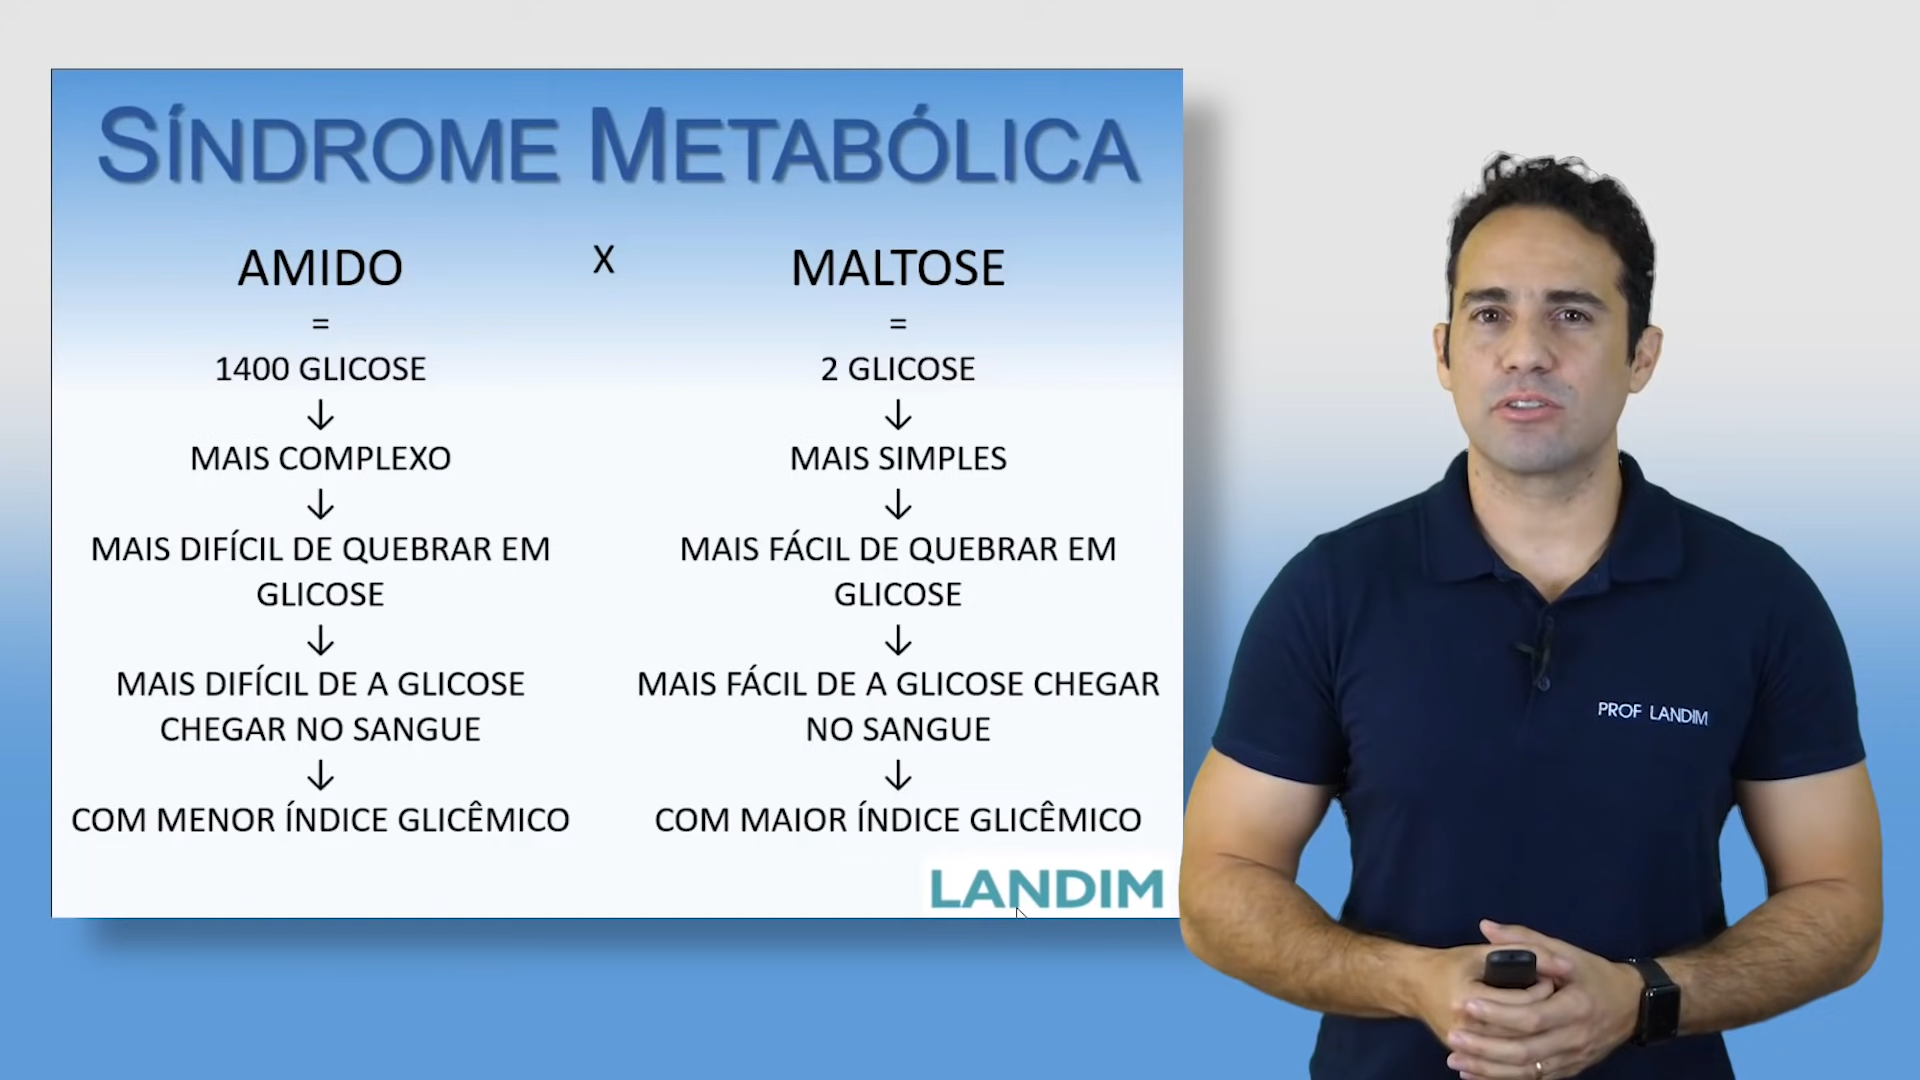 SÍNDROME METABÓLICA
AMIDO X MALTOSE
=
1400 GLICOSE
↓
MAIS COMPLEXO
↓
MAIS DIFÍCIL DE QUEBRAR EM
GLICOSE
↓
MAIS DIFÍCIL DE A GLICOSE
CHEGAR NO SANGUE
↓
COM MENOR ÍNDICE GLICÊMICO
=
2 GLICOSE
↓
MAIS SIMPLES
↓
MAIS FÁCIL DE QUEBRAR EM
GLICOSE
↓
MAIS FÁCIL DE A GLICOSE CHEGAR
NO SANGUE
↓
COM MAIOR ÍNDICE GLICÊMICO
LANDIM
PROF LANDIM